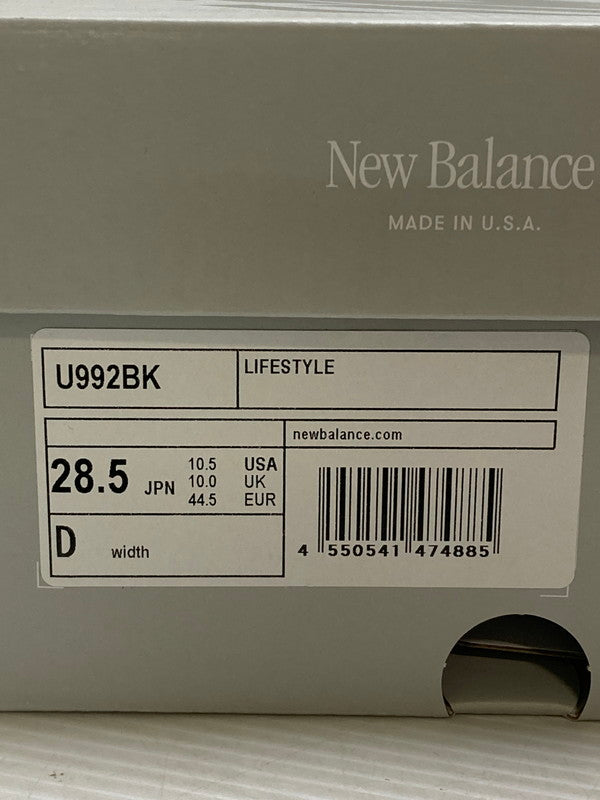 New Balance
MADE IN U.S.A.
U992BK
LIFESTYLE
newbalance.com
28.5 JPN
10.5 USA
10.0 UK
44.5 EUR
D width
4 550541 474885